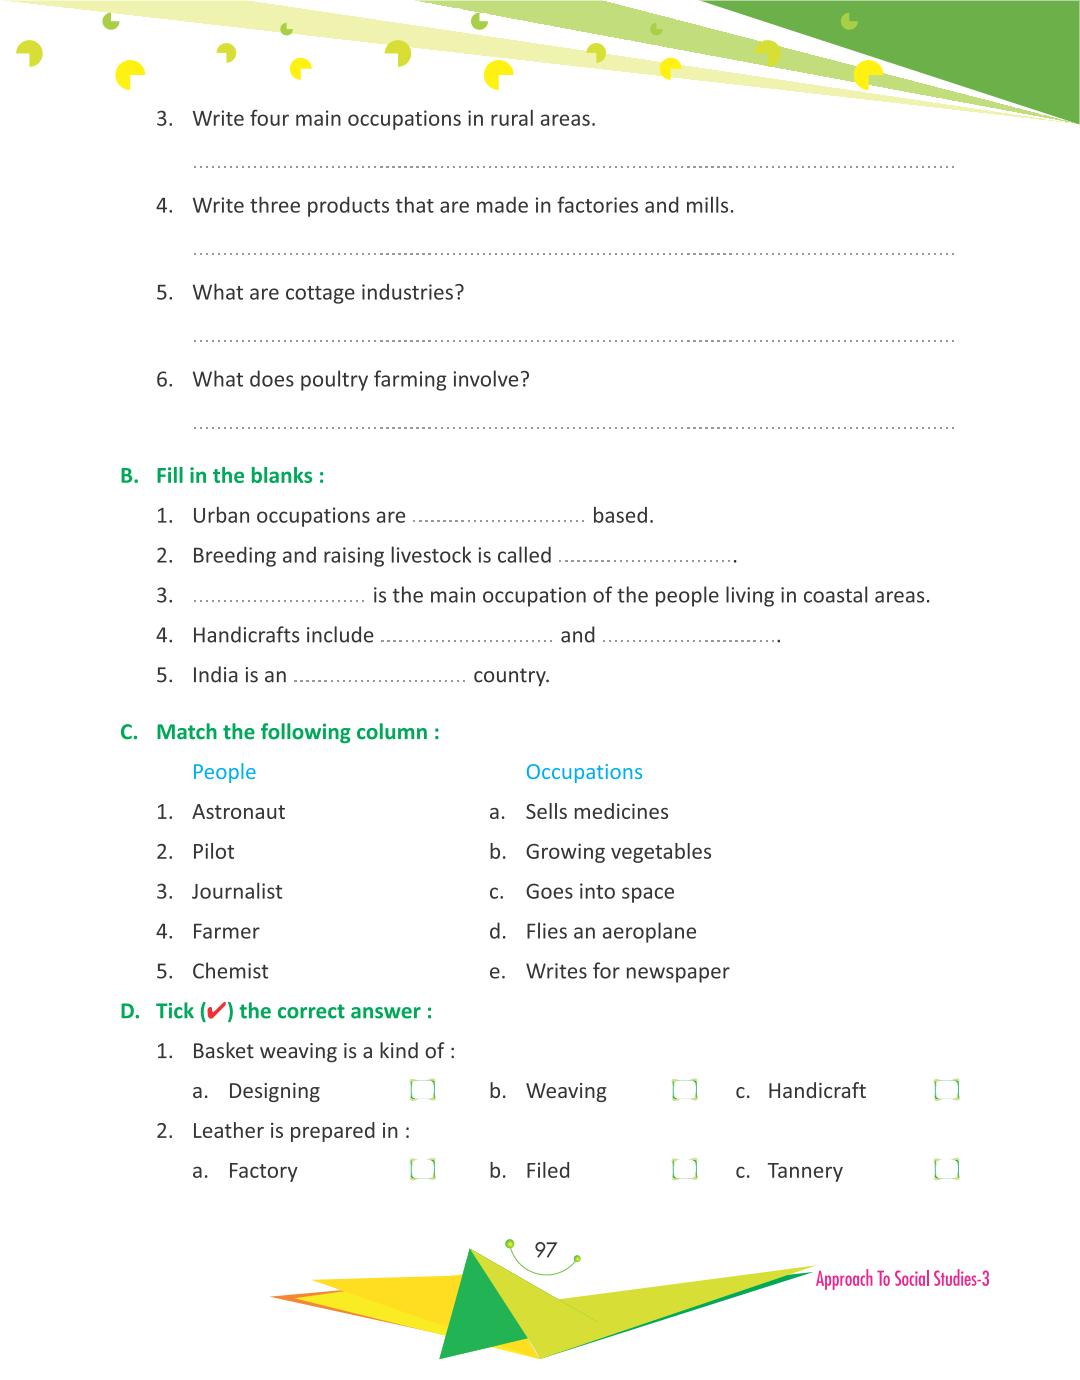 3. Write four main occupations in rural areas.
................................................................
4. Write three products that are made in factories and mills.
................................................................
5. What are cottage industries?
................................................................
6. What does poultry farming involve?
................................................................
B. Fill in the blanks :
1. Urban occupations are ............................ based.
2. Breeding and raising livestock is called .............................
3. ............................ is the main occupation of the people living in coastal areas.
4. Handicrafts include ............................ and .............................
5. India is an ............................ country.
C. Match the following column :
People Occupations
1. Astronaut a. Sells medicines
2. Pilot b. Growing vegetables
3. Journalist c. Goes into space
4. Farmer d. Flies an aeroplane
5. Chemist e. Writes for newspaper
D. Tick (✔) the correct answer :
1. Basket weaving is a kind of :
a. Designing b. Weaving c. Handicraft
2. Leather is prepared in :
a. Factory b. Filed c. Tannery
97
Approach To Social Studies-3